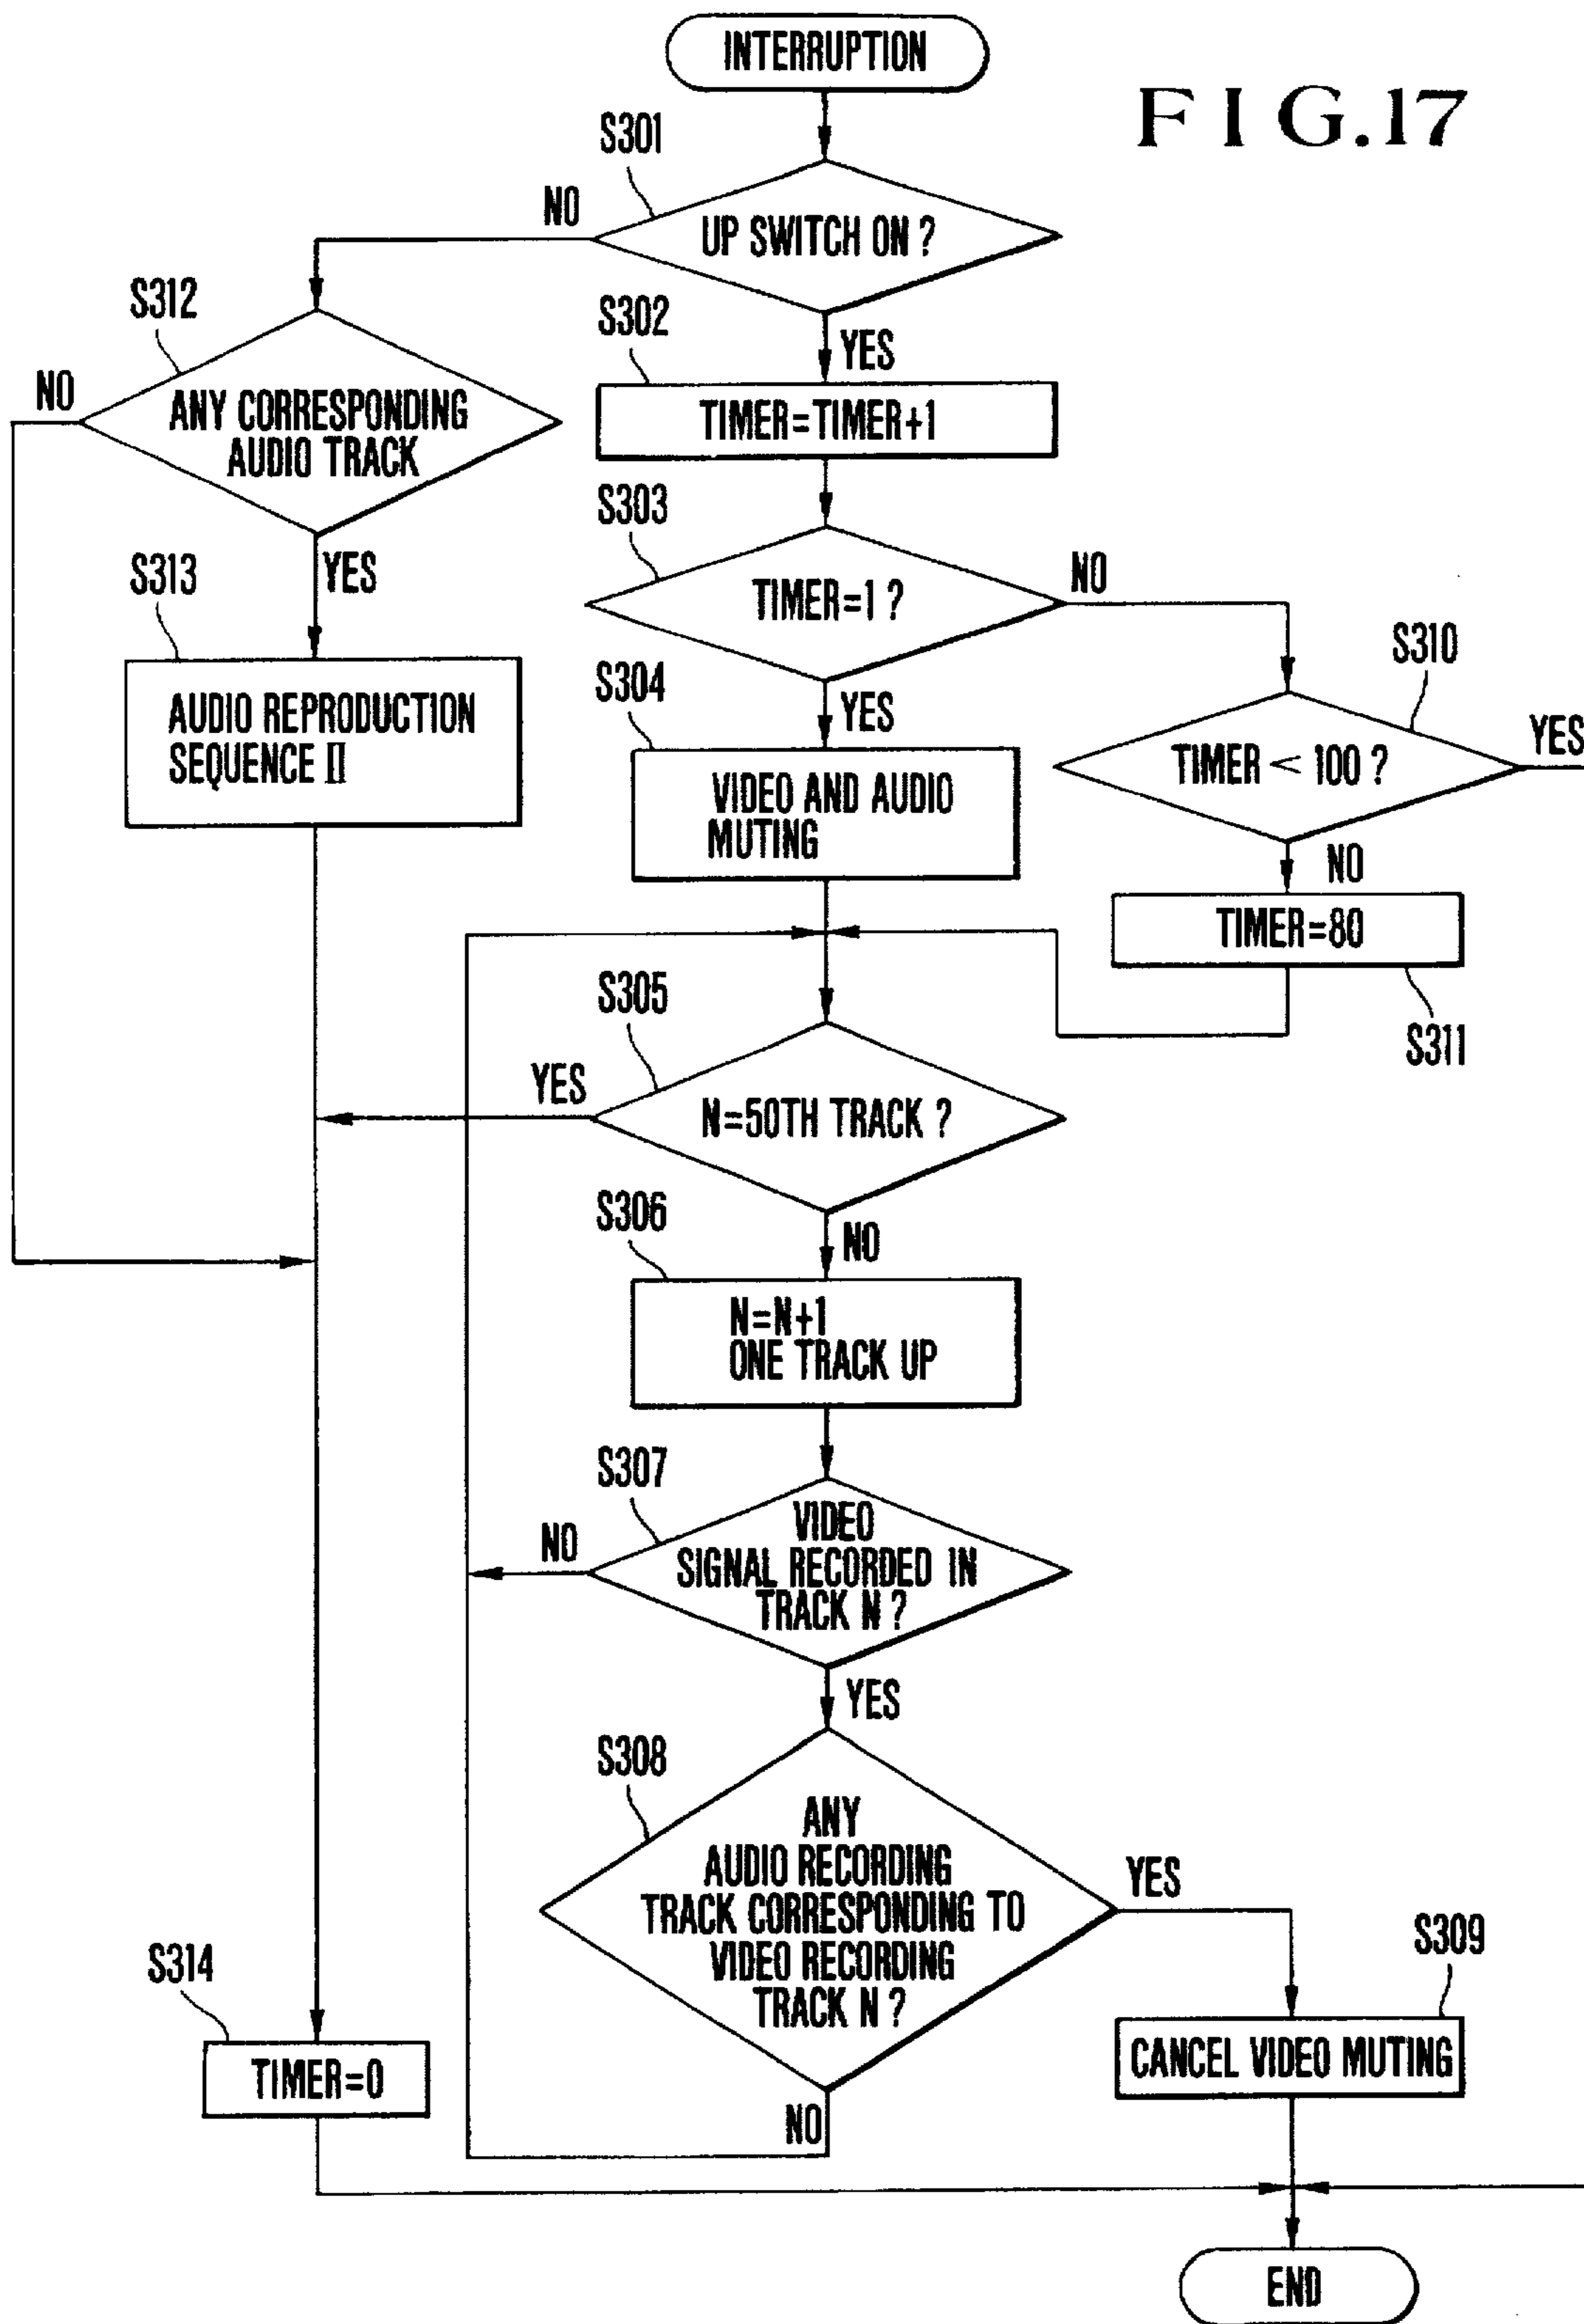 INTERRUPTION
FIG.17
S301
NO
UP SWITCH ON ?
S312
S302
YES
NO
ANY CORRESPONDING
AUDIO TRACK
TIMER=TIMER+1
S303
S313
YES
TIMER=1 ?
NO
S310
S304
YES
AUDIO REPRODUCTION
SEQUENCE II
VIDEO AND AUDIO
MUTING
TIMER < 100 ?
YES
NO
TIMER=80
S305
S311
YES
N=50TH TRACK ?
S306
NO
N=N+1
ONE TRACK UP
S307
NO
VIDEO
SIGNAL RECORDED IN
TRACK N ?
YES
S308
ANY
AUDIO RECORDING
TRACK CORRESPONDING TO
VIDEO RECORDING
TRACK N ?
YES
S309
S314
CANCEL VIDEO MUTING
TIMER=0
NO
END